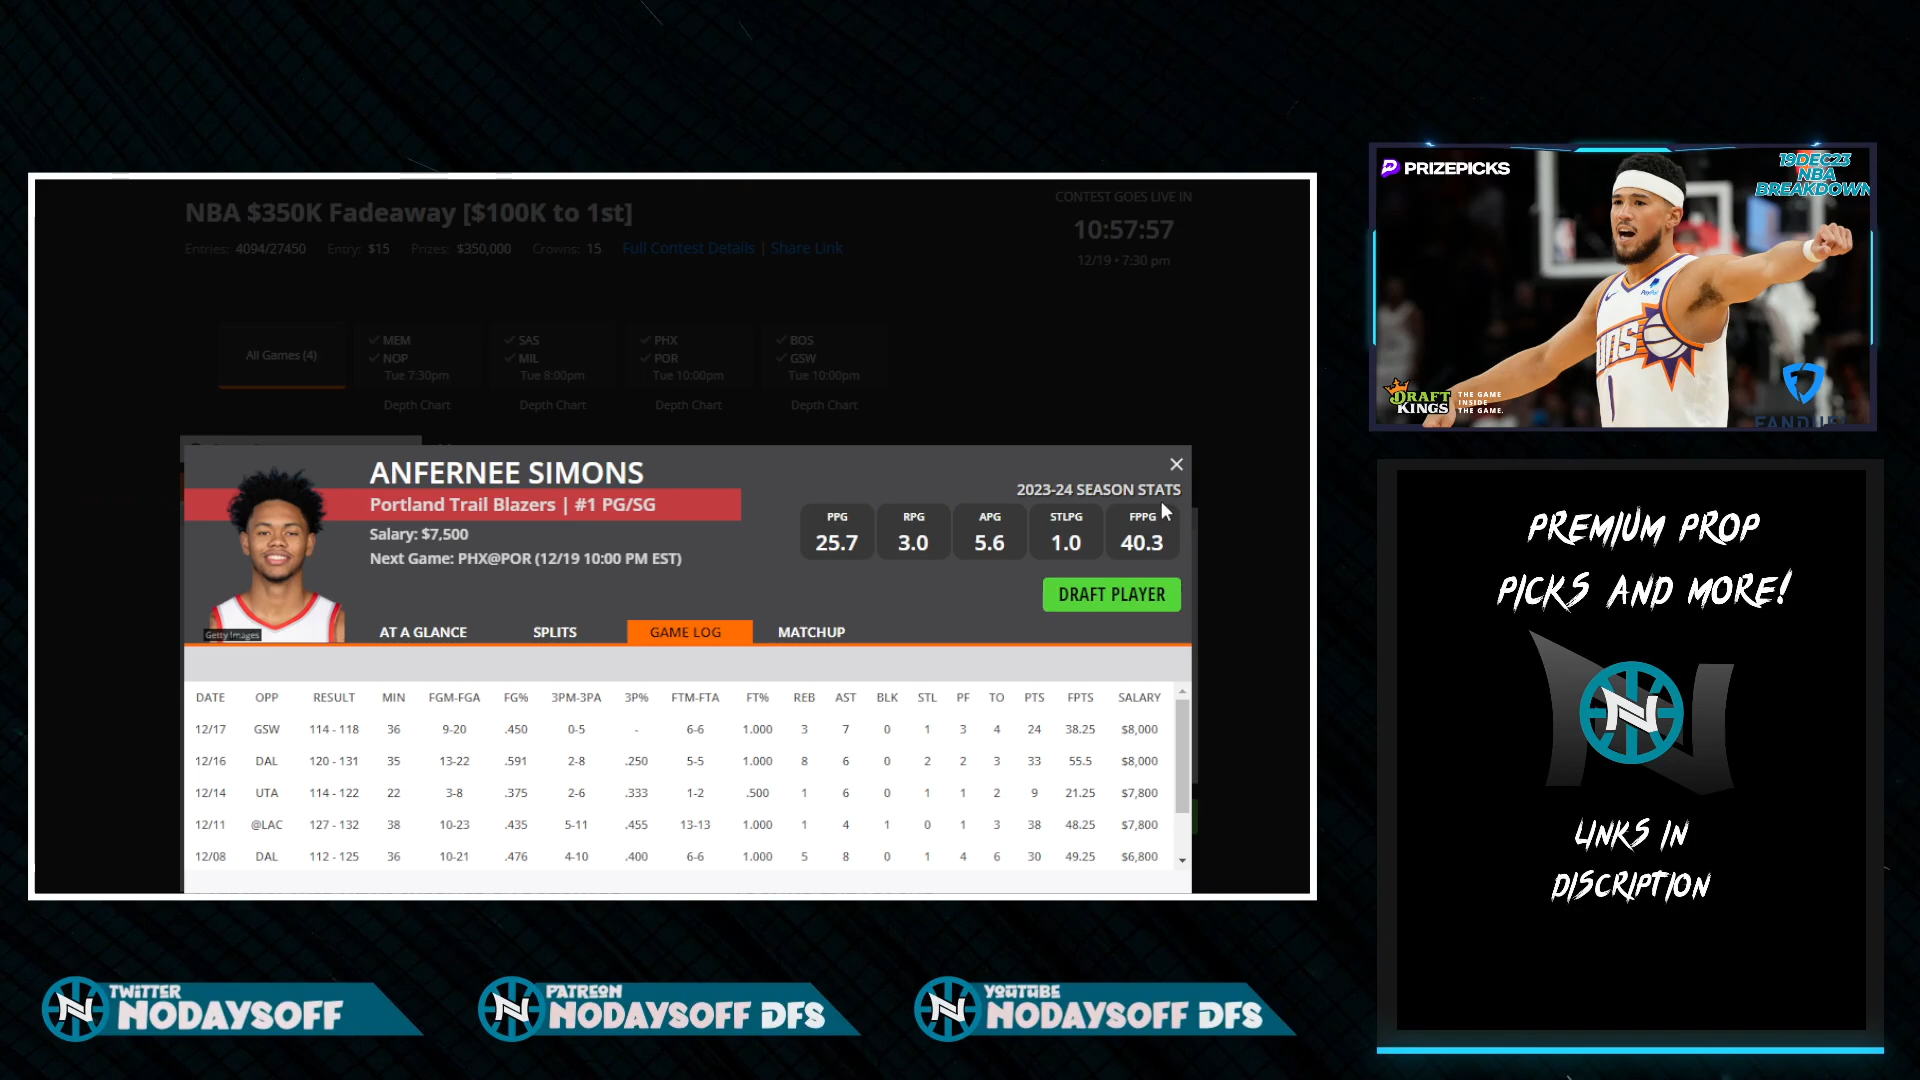 NBA $350K Fadeaway [$100K to 1st]
Entries: 4094/27450 Entry: $15 Prizes: $350,000 Crowns: 15 Full Contest Details | Share Link
CONTEST GOES LIVE IN
10:57:57
12/19 • 7:30 pm
All Games (4)
MEM
NOP
Tue 7:30pm
Depth Chart
SAS
MIL
Tue 8:00pm
Depth Chart
PHX
POR
Tue 10:00pm
Depth Chart
BOS
GSW
Tue 10:00pm
Depth Chart
ANFERNEE SIMONS
Portland Trail Blazers | #1 PG/SG
Salary: $7,500
Next Game: PHX@POR (12/19 10:00 PM EST)
Getty Images
2023-24 SEASON STATS
PPG RPG APG STLPG FPPG
25.7 3.0 5.6 1.0 40.3
DRAFT PLAYER
AT A GLANCE SPLITS GAME LOG MATCHUP
DATE OPP RESULT MIN FGM-FGA FG% 3PM-3PA 3P% FTM-FTA FT% REB AST BLK STL PF TO PTS FPTS SALARY
12/17 GSW 114 - 118 36 9-20 .450 0-5 - 6-6 1.000 3 7 0 1 3 4 24 38.25 $8,000
12/16 DAL 120 - 131 35 13-22 .591 2-8 .250 5-5 1.000 8 6 0 2 2 3 33 55.5 $8,000
12/14 UTA 114 - 122 22 3-8 .375 2-6 .333 1-2 .500 1 6 0 1 1 2 9 21.25 $7,800
12/11 @LAC 127 - 132 38 10-23 .435 5-11 .455 13-13 1.000 1 4 1 0 1 3 38 48.25 $7,800
12/08 DAL 112 - 125 36 10-21 .476 4-10 .400 6-6 1.000 5 8 0 1 4 6 30 49.25 $6,800
PRIZEPICKS
19DEC23
NBA
BREAKDOWN
PayPal
DRAFT
KINGS
THE GAME
INSIDE
THE GAME.
PREMIUM PROP
PICKS AND MORE!
N
LINKS IN
DISCRIPTION
TWITTER
NODAYSOFF
PATREON
NODAYSOFF DFS
YOUTUBE
NODAYSOFF DFS